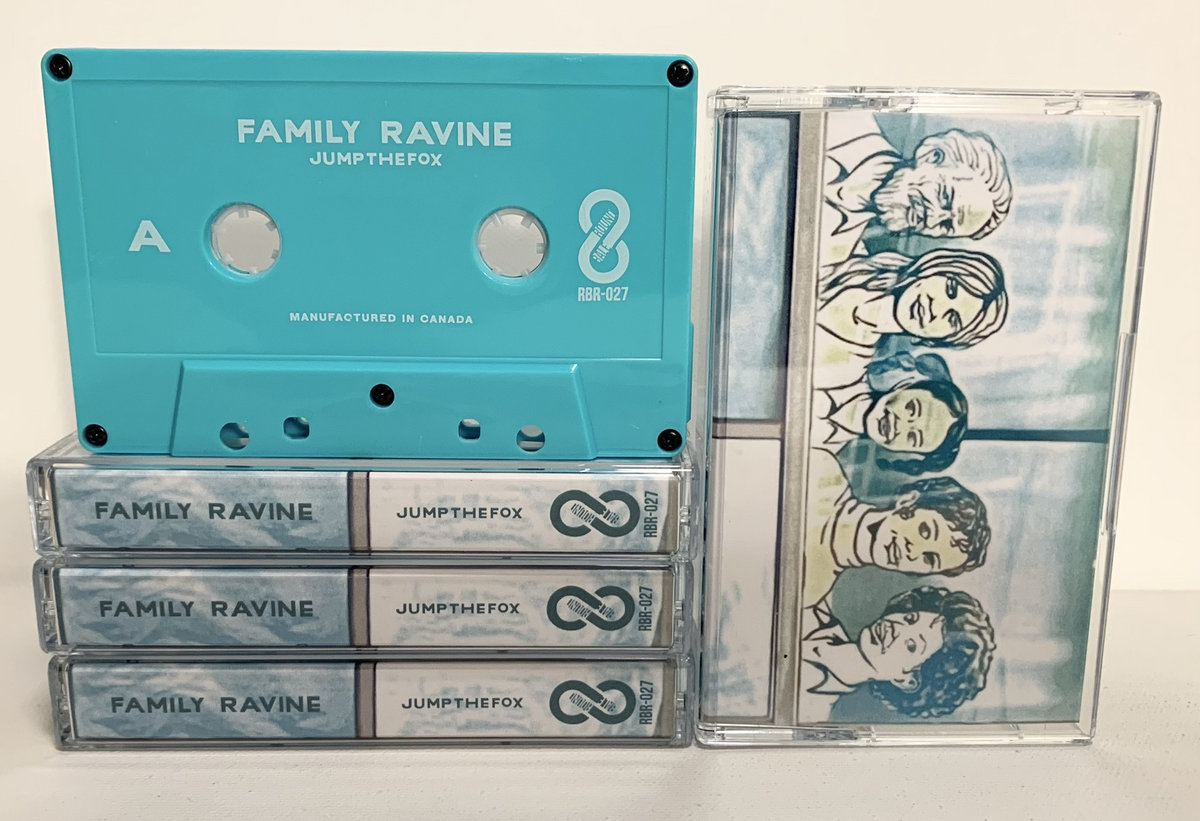 FAMILY RAVINE
JUMPTHEFOX
A
RBR-027
MANUFACTURED IN CANADA
FAMILY RAVINE
JUMPTHEFOX
RBR-027
FAMILY RAVINE
JUMPTHEFOX
RBR-027
FAMILY RAVINE
JUMPTHEFOX
RBR-027